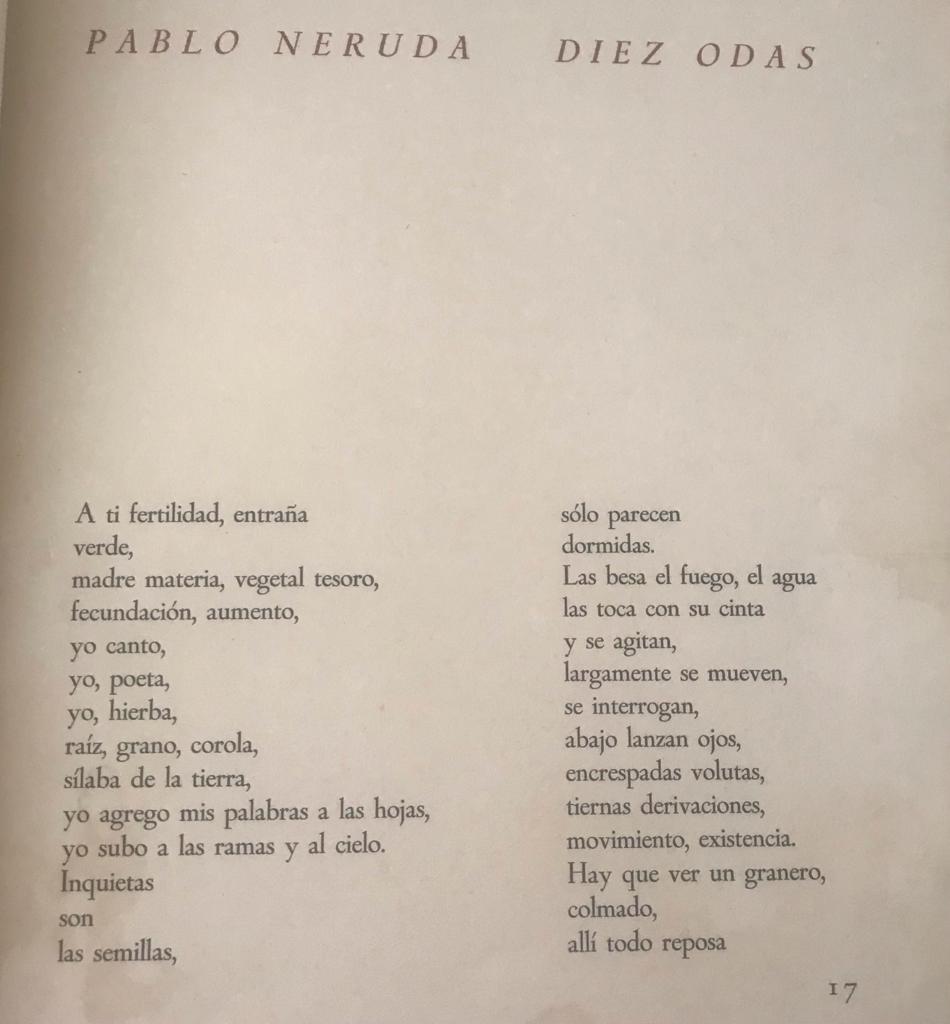 PABLO NERUDA DIEZ ODAS
A ti fertilidad, entraña
verde,
madre materia, vegetal tesoro,
fecundación, aumento,
yo canto,
yo, poeta,
yo, hierba,
raíz, grano, corola,
sílaba de la tierra,
yo agrego mis palabras a las hojas,
yo subo a las ramas y al cielo.
Inquietas
son
las semillas,
sólo parecen
dormidas.
Las besa el fuego, el agua
las toca con su cinta
y se agitan,
largamente se mueven,
se interrogan,
abajo lanzan ojos,
encrespadas volutas,
tiernas derivaciones,
movimiento, existencia.
Hay que ver un granero,
colmado,
allí todo reposa
17